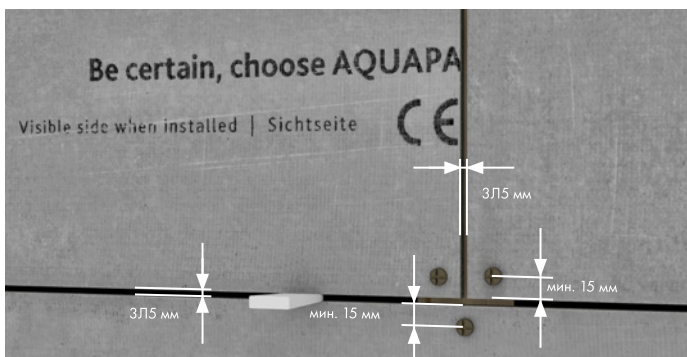 Be certain, choose AQUAPA
Visible side when installed | Sichtseite
CE
3Л5 мм
мин. 15 мм
3Л5 мм
мин. 15 мм